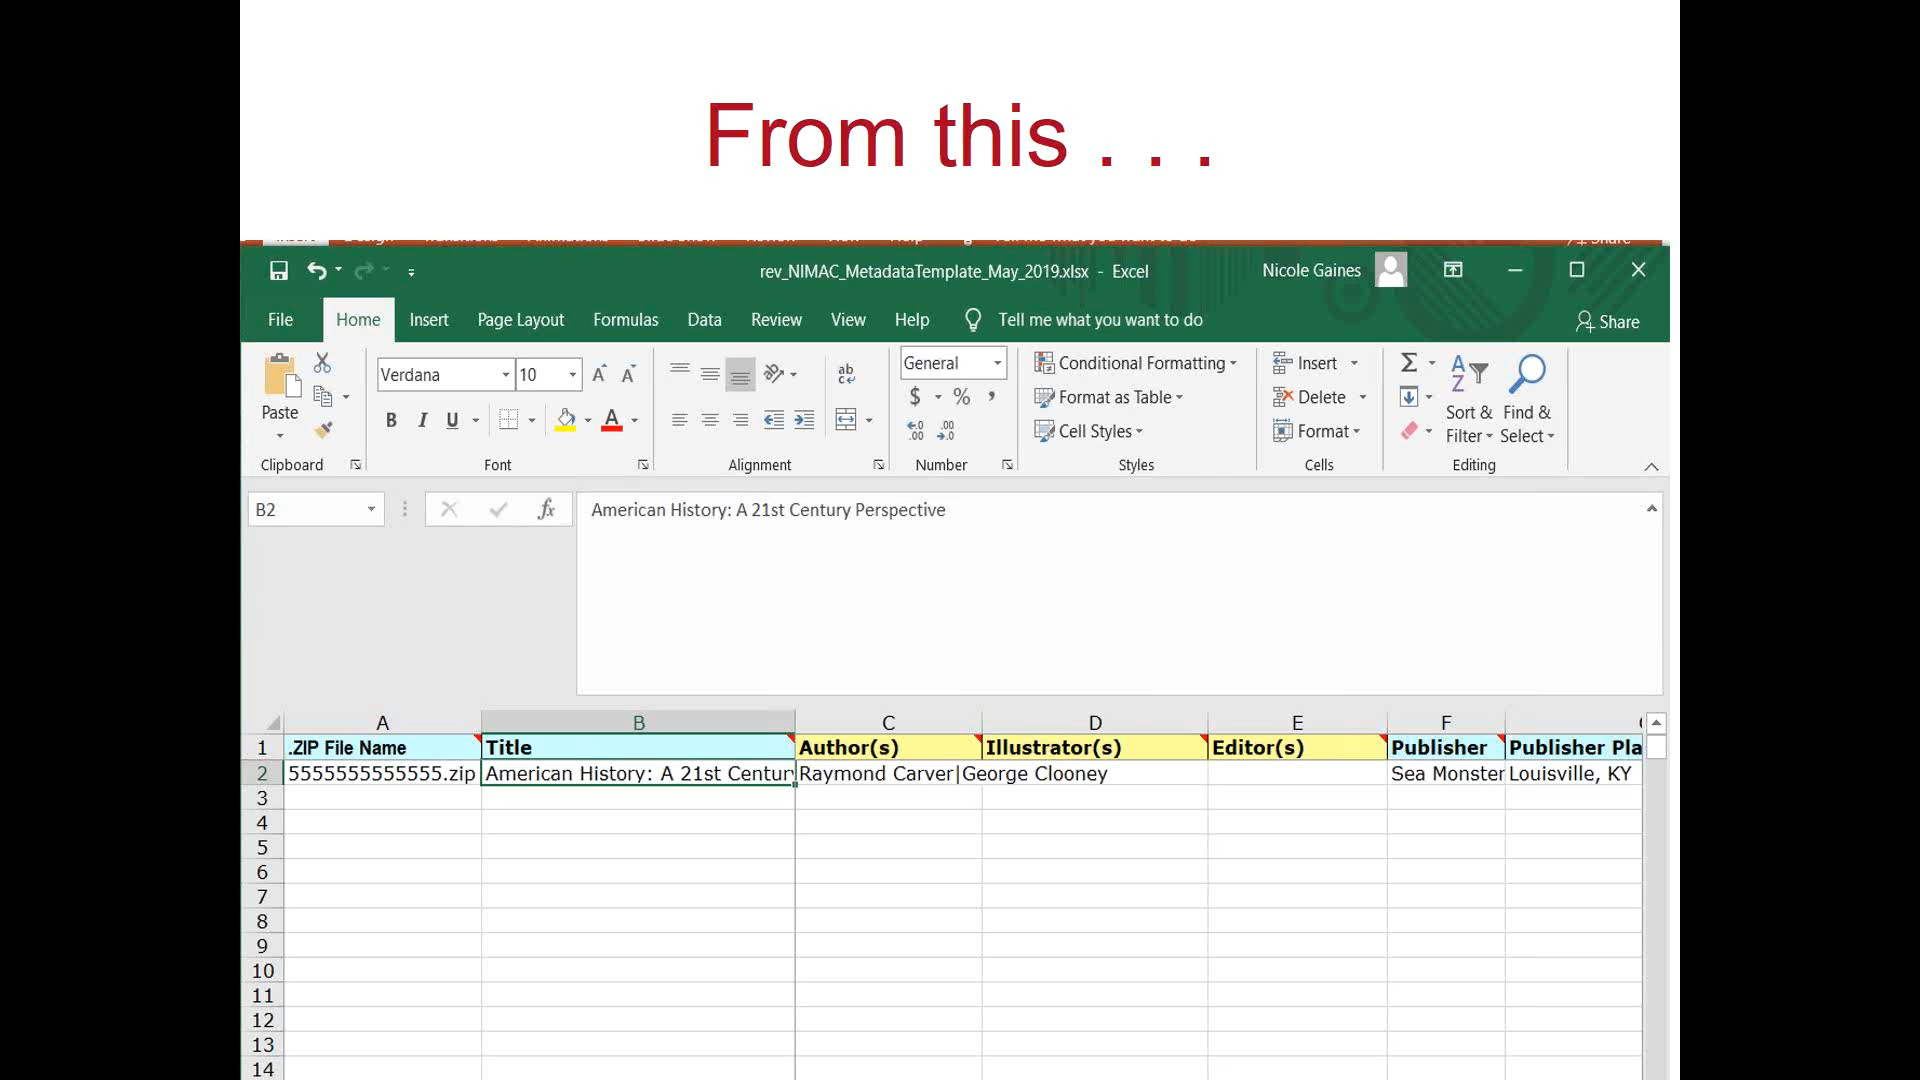 From this . . .
rev_NIMAC_MetadataTemplate_May_2019.xlsx - Excel
Nicole Gaines
File Home Insert Page Layout Formulas Data Review View Help Tell me what you want to do Share
Paste
Clipboard
Verdana 10
B I U
Font
Alignment
General
$ % ,
Number
Conditional Formatting
Format as Table
Cell Styles
Styles
Insert
Delete
Format
Cells
Sort & Filter
Find & Select
Editing
B2 fx American History: A 21st Century Perspective
A B C D E F
1 .ZIP File Name Title Author(s) Illustrator(s) Editor(s) Publisher Publisher Pla
2 5555555555555.zip American History: A 21st Century Raymond Carver|George Clooney Sea Monster Louisville, KY
3
4
5
6
7
8
9
10
11
12
13
14